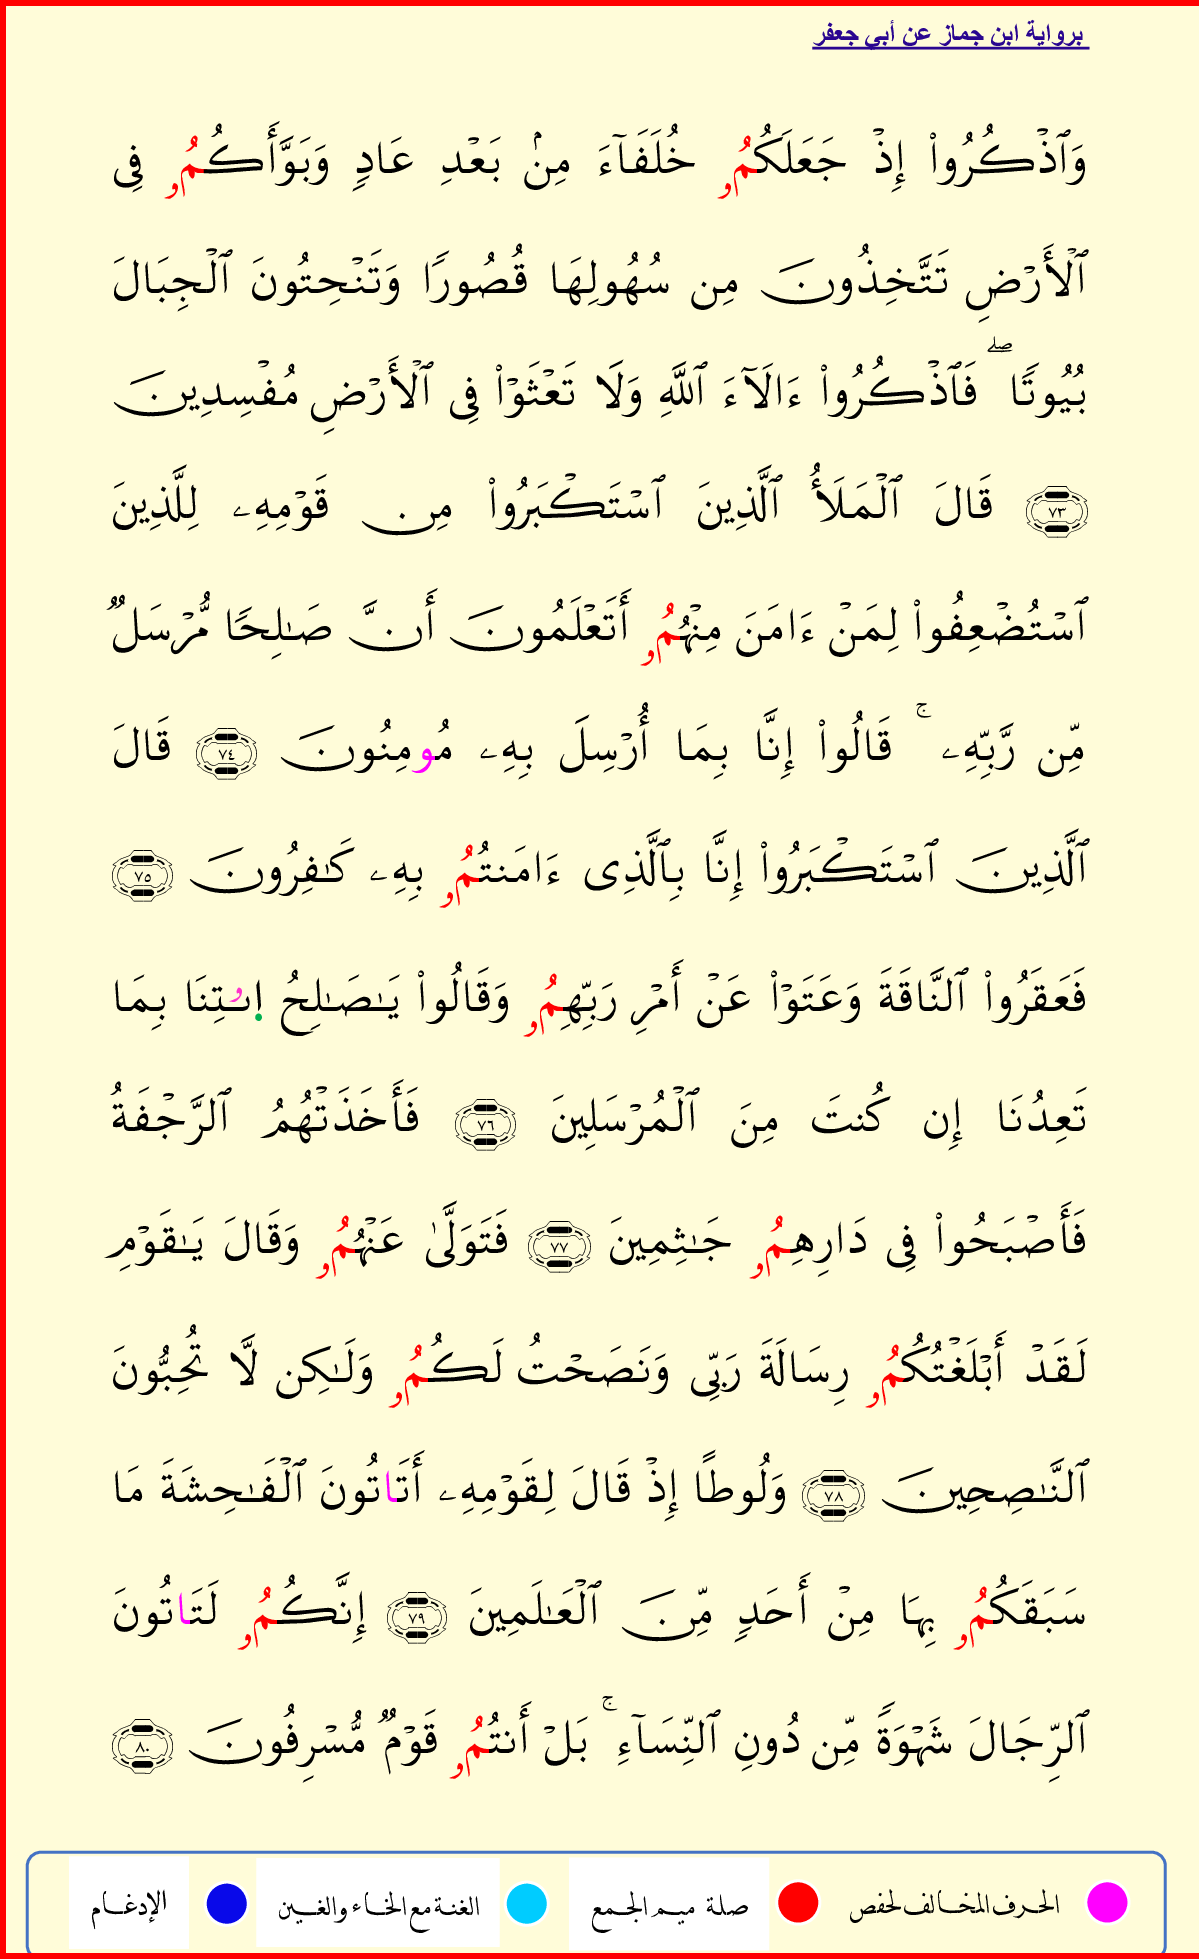 برواية ابن جماز عن أبي جعفر
وَٱذۡكُرُواْ إِذۡ جَعَلَكُمُۥ خُلَفَآءَ مِنۢ بَعۡدِ عَادٖ وَبَوَّأَكُمُۥ فِى
ٱلۡأَرۡضِ تَتَّخِذُونَ مِن سُهُولِهَا قُصُورٗا وَتَنۡحِتُونَ ٱلۡجِبَالَ
بُيُوتٗاۖ فَٱذۡكُرُواْ ءَالَآءَ ٱللَّهِ وَلَا تَعۡثَوۡاْ فِى ٱلۡأَرۡضِ مُفۡسِدِينَ
٧٣ قَالَ ٱلۡمَلَأُ ٱلَّذِينَ ٱسۡتَكۡبَرُواْ مِن قَوۡمِهِۦ لِلَّذِينَ
ٱسۡتُضۡعِفُواْ لِمَنۡ ءَامَنَ مِنۡهُمُۥ أَتَعۡلَمُونَ أَنَّ صَٰلِحٗا مُّرۡسَلٞ
مِّن رَّبِّهِۦۚ قَالُواْ إِنَّا بِمَا أُرۡسِلَ بِهِۦ مُومِنُونَ ٧٤ قَالَ
ٱلَّذِينَ ٱسۡتَكۡبَرُواْ إِنَّا بِٱلَّذِى ءَامَنتُمُۥ بِهِۦ كَٰفِرُونَ ٧٥
فَعَقَرُواْ ٱلنَّاقَةَ وَعَتَوۡاْ عَنۡ أَمۡرِ رَبِّهِمُۥ وَقَالُواْ يَٰصَٰلِحُ اِۥتِنَا بِمَا
تَعِدُنَا إِن كُنتَ مِنَ ٱلۡمُرۡسَلِينَ ٧٦ فَأَخَذَتۡهُمُ ٱلرَّجۡفَةُ
فَأَصۡبَحُواْ فِى دَارِهِمُۥ جَٰثِمِينَ ٧٧ فَتَوَلَّىٰ عَنۡهُمُۥ وَقَالَ يَٰقَوۡمِ
لَقَدۡ أَبۡلَغۡتُكُمُۥ رِسَالَةَ رَبِّى وَنَصَحۡتُ لَكُمُۥ وَلَٰكِن لَّا تُحِبُّونَ
ٱلنَّٰصِحِينَ ٧٨ وَلُوطًا إِذۡ قَالَ لِقَوۡمِهِۦ أَتَاتُونَ ٱلۡفَٰحِشَةَ مَا
سَبَقَكُمُۥ بِهَا مِنۡ أَحَدٖ مِّنَ ٱلۡعَٰلَمِينَ ٧٩ إِنَّكُمُۥ لَتَاتُونَ
ٱلرِّجَالَ شَهۡوَةٗ مِّن دُونِ ٱلنِّسَآءِۚ بَلۡ أَنتُمُۥ قَوۡمٞ مُّسۡرِفُونَ ٨٠
الحرف المخالف لحفص صلة ميم الجمع الغنة مع الخاء والغين الإدغام